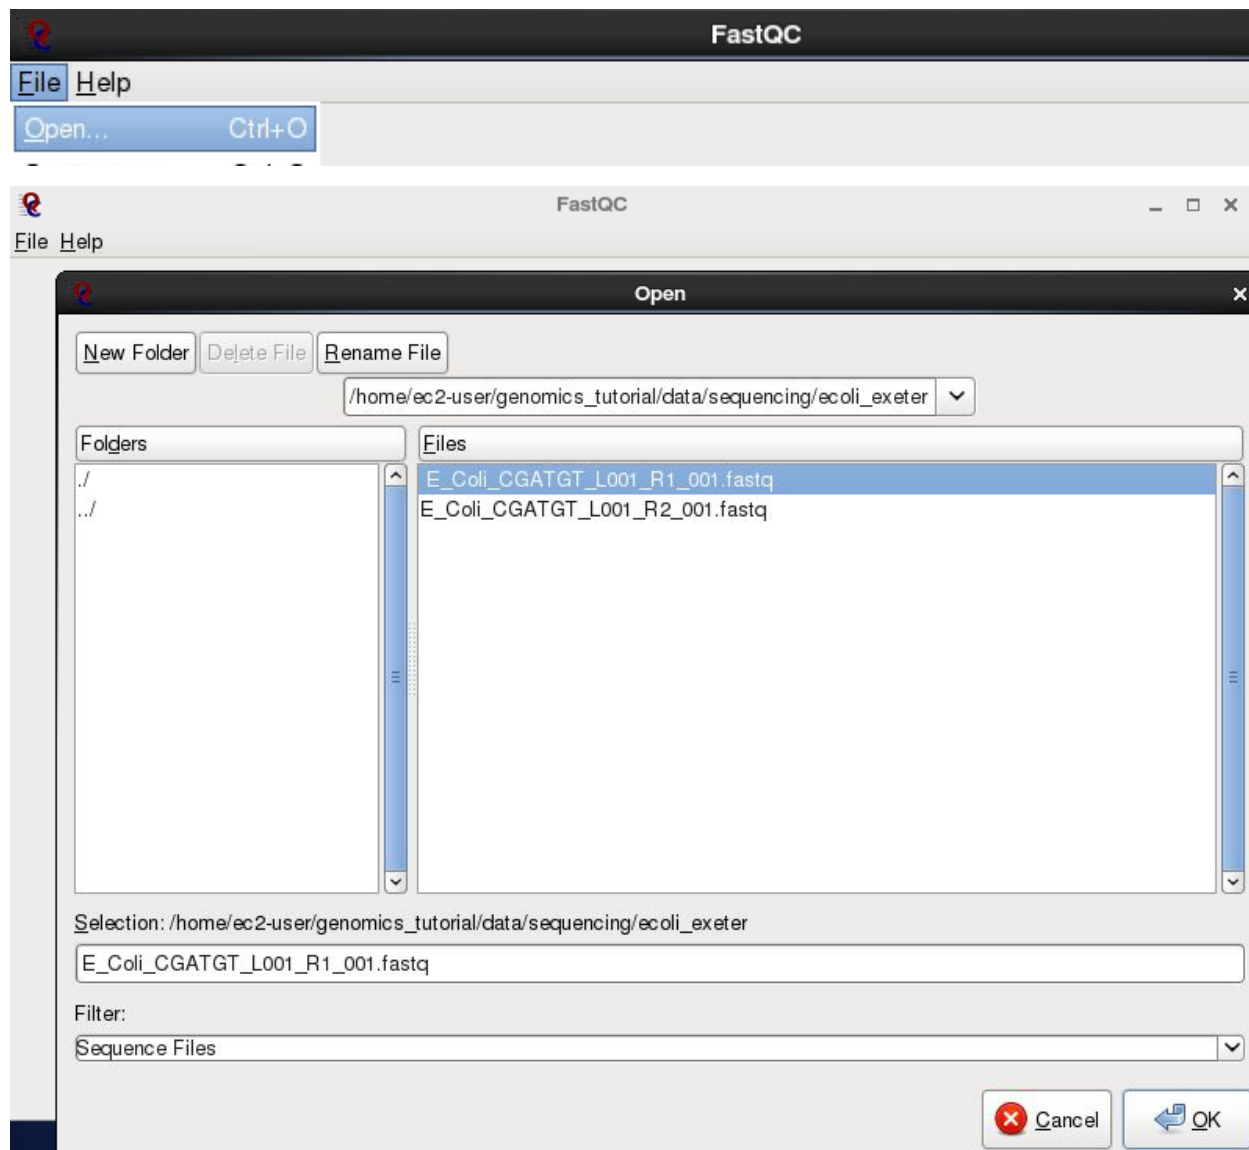 FastQC
File Help
Open... Ctrl+O
FastQC
File Help
Open
New Folder Delete File Rename File
/home/ec2-user/genomics_tutorial/data/sequencing/ecoli_exeter
Folders Files
./ E_Coli_CGATGT_L001_R1_001.fastq
../ E_Coli_CGATGT_L001_R2_001.fastq
Selection: /home/ec2-user/genomics_tutorial/data/sequencing/ecoli_exeter
E_Coli_CGATGT_L001_R1_001.fastq
Filter:
Sequence Files
Cancel OK